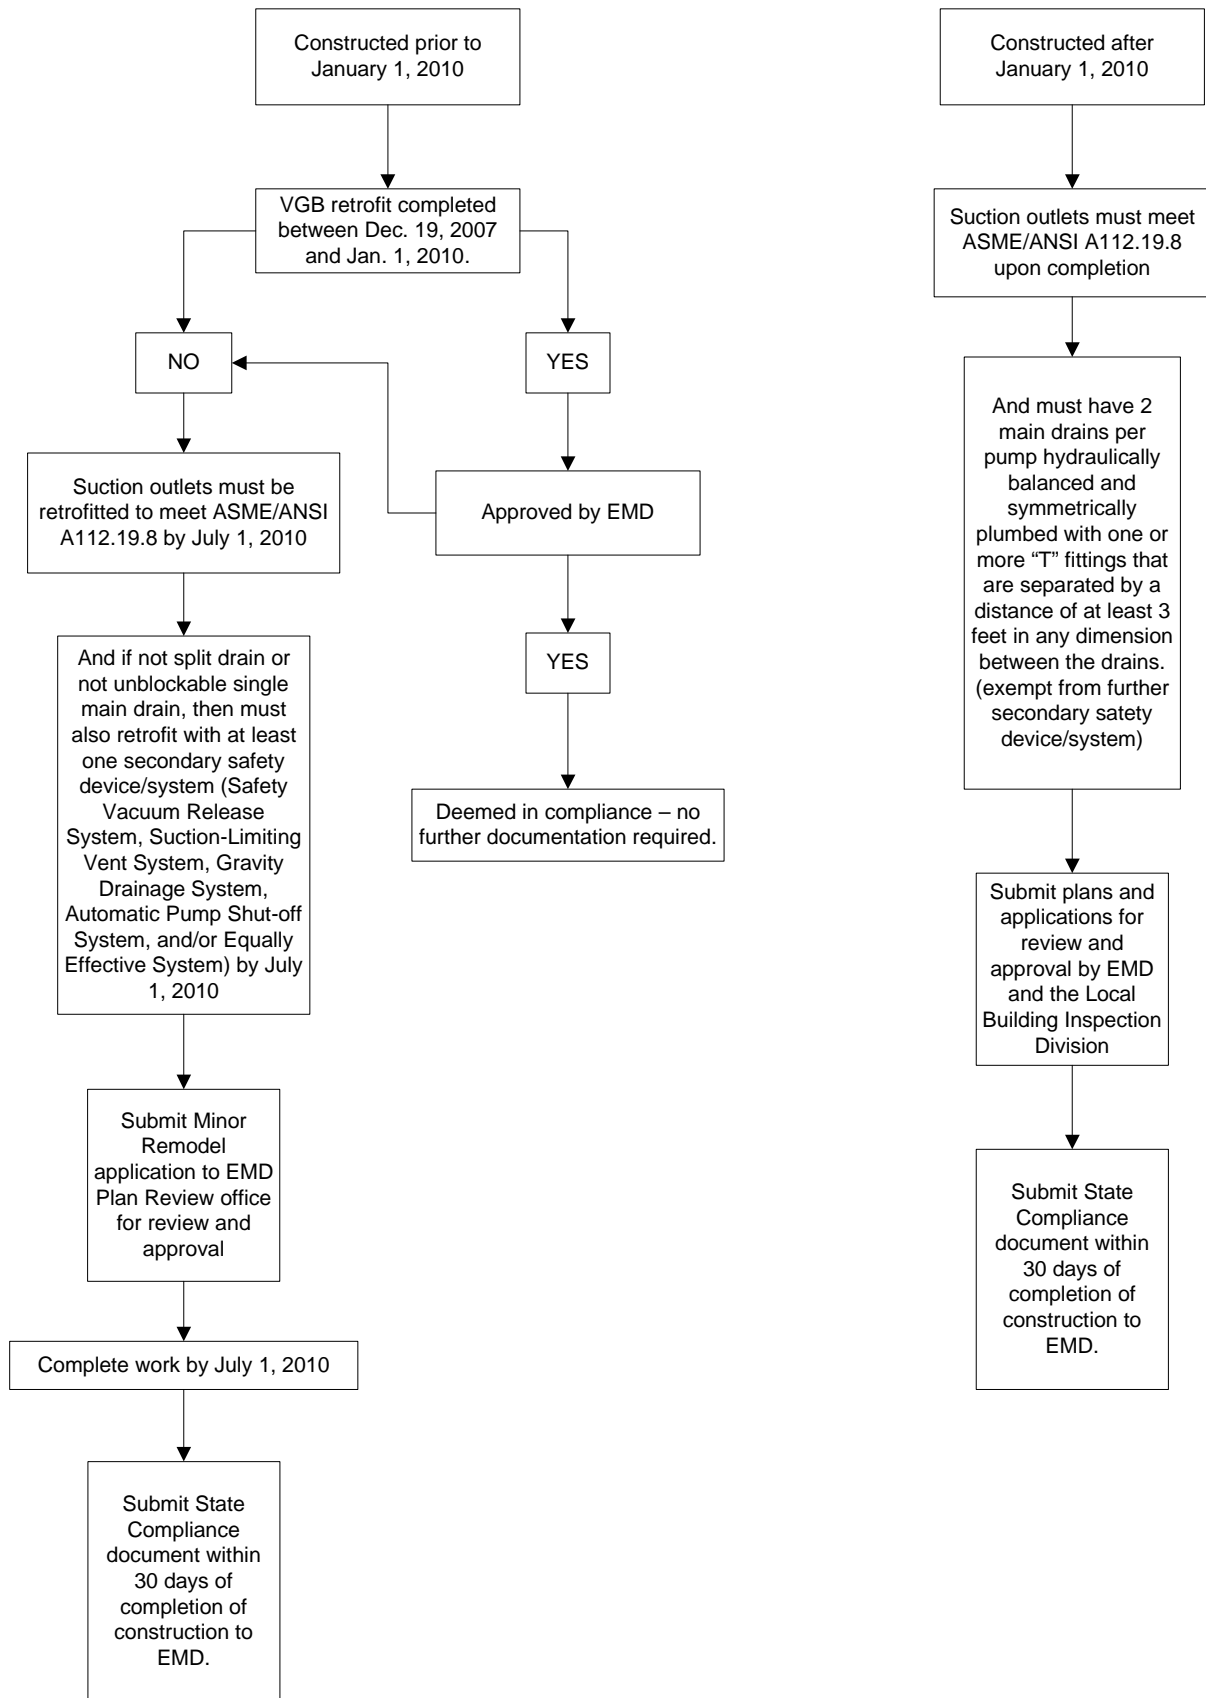 Constructed prior to
January 1, 2010
VGB retrofit completed
between Dec. 19, 2007
and Jan. 1, 2010.
NO
YES
Suction outlets must be
retrofitted to meet ASME/ANSI
A112.19.8 by July 1, 2010
Approved by EMD
And if not split drain or
not unblockable single
main drain, then must
also retrofit with at least
one secondary safety
device/system (Safety
Vacuum Release
System, Suction-Limiting
Vent System, Gravity
Drainage System,
Automatic Pump Shut-off
System, and/or Equally
Effective System) by July
1, 2010
YES
Deemed in compliance – no
further documentation required.
Submit Minor
Remodel
application to EMD
Plan Review office
for review and
approval
Complete work by July 1, 2010
Submit State
Compliance
document within
30 days of
completion of
construction to
EMD.
Constructed after
January 1, 2010
Suction outlets must meet
ASME/ANSI A112.19.8
upon completion
And must have 2
main drains per
pump hydraulically
balanced and
symmetrically
plumbed with one or
more “T” fittings that
are separated by a
distance of at least 3
feet in any dimension
between the drains.
(exempt from further
secondary satety
device/system)
Submit plans and
applications for
review and
approval by EMD
and the Local
Building Inspection
Division
Submit State
Compliance
document within
30 days of
completion of
construction to
EMD.